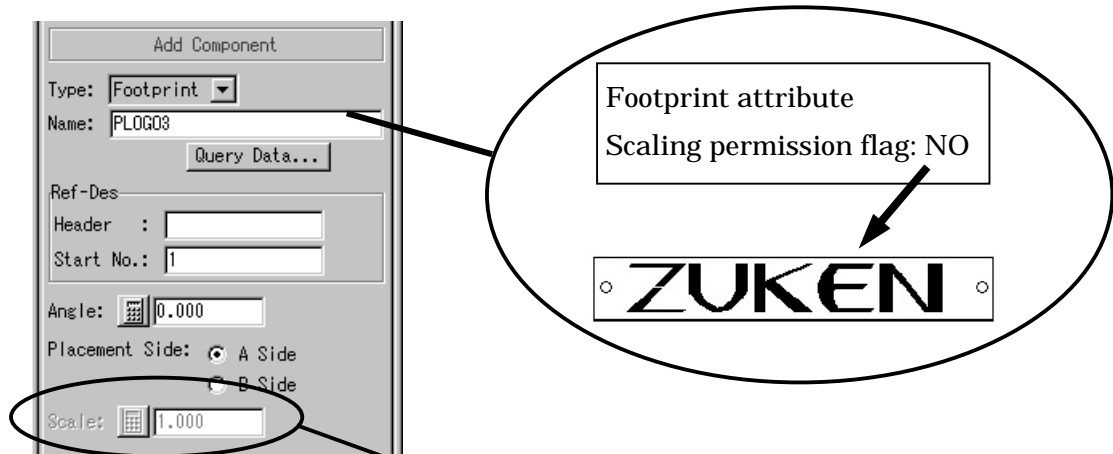 Add Component
Type: Footprint
Name: PLOGO3
Query Data...
Ref-Des
Header :
Start No.: 1
Angle: 0.000
Placement Side: A Side
B Side
Scale: 1.000
Footprint attribute
Scaling permission flag: NO
ZUKEN